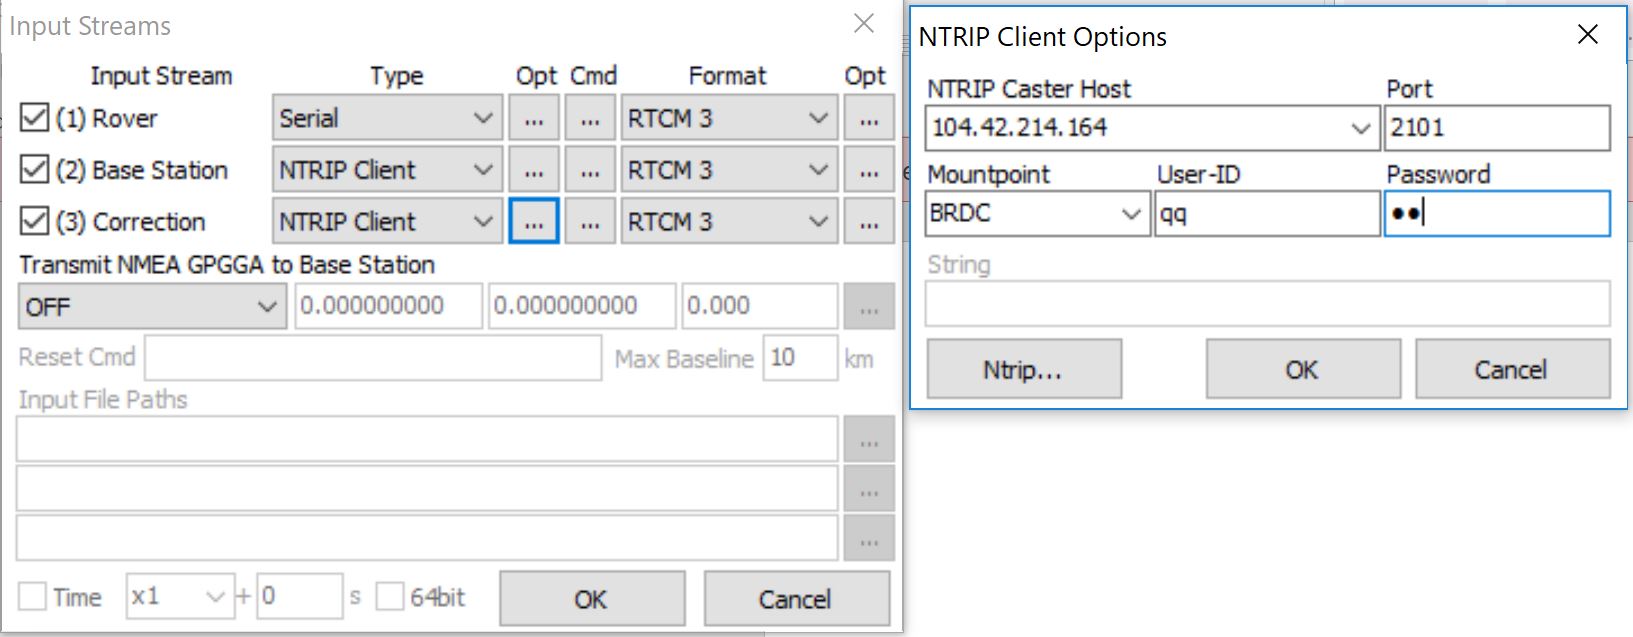 Input Streams
Input Stream Type Opt Cmd Format Opt
(1) Rover Serial ... ... RTCM 3 ...
(2) Base Station NTRIP Client ... ... RTCM 3 ...
(3) Correction NTRIP Client ... ... RTCM 3 ...
Transmit NMEA GPGGA to Base Station
OFF 0.000000000 0.000000000 0.000 ...
Reset Cmd Max Baseline 10 km
Input File Paths
...
...
...
Time x1 + 0 s 64bit OK Cancel
NTRIP Client Options
NTRIP Caster Host Port
104.42.214.164 2101
Mountpoint User-ID Password
BRDC qq ●●
String
Ntrip... OK Cancel